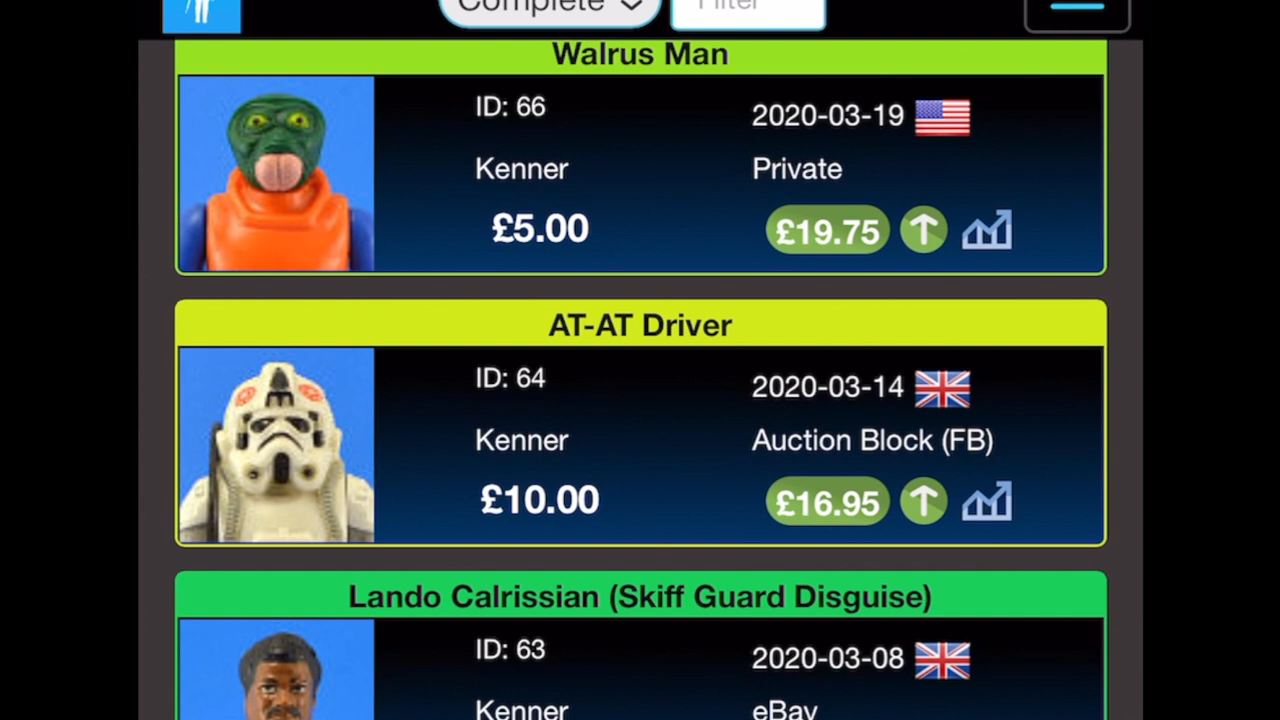 Complete
Filter
Walrus Man
ID: 66
2020-03-19
Kenner
Private
£5.00
£19.75
AT-AT Driver
ID: 64
2020-03-14
Kenner
Auction Block (FB)
£10.00
£16.95
Lando Calrissian (Skiff Guard Disguise)
ID: 63
2020-03-08
Kenner
eBay